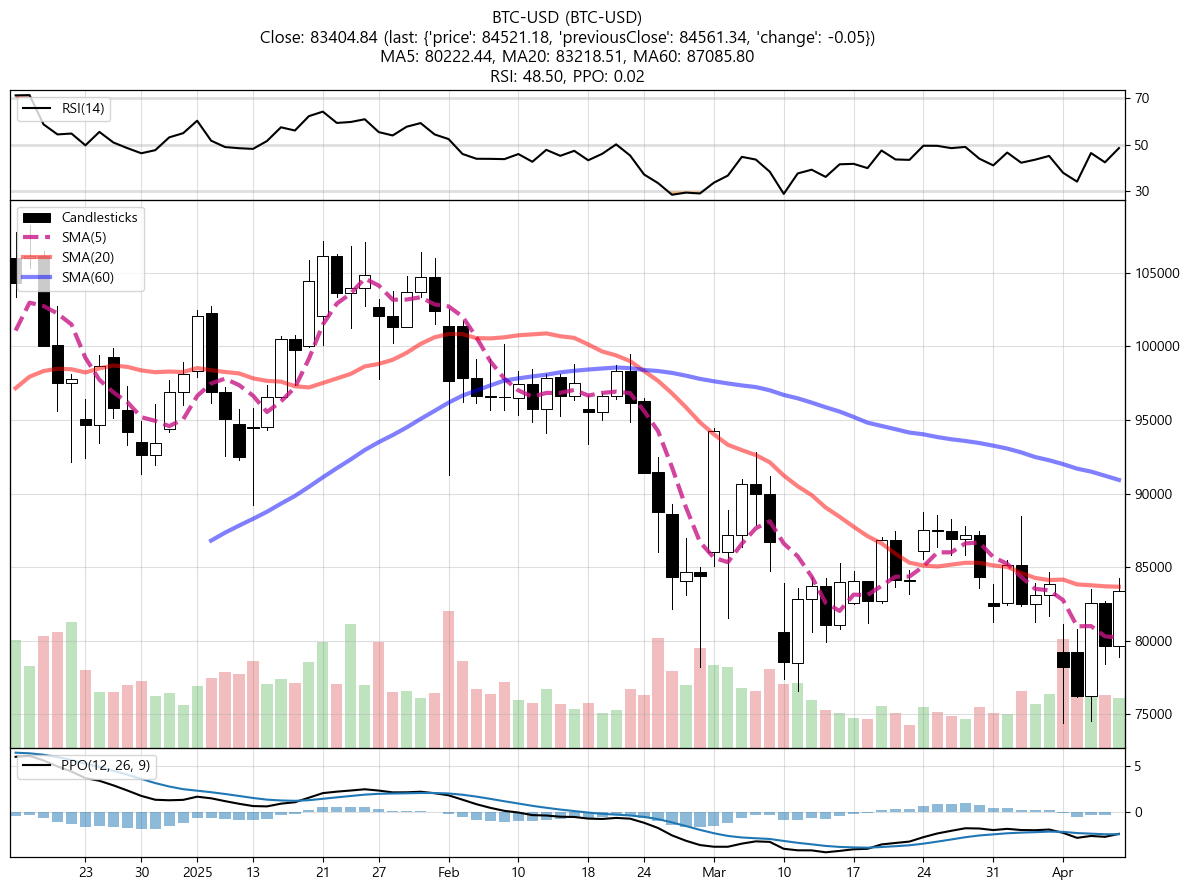 BTC-USD (BTC-USD)
Close: 83404.84 (last: {'price': 84521.18, 'previousClose': 84561.34, 'change': -0.05})
MA5: 80222.44, MA20: 83218.51, MA60: 87085.80
RSI: 48.50, PPO: 0.02
RSI(14)
70
50
30
Candlesticks
SMA(5)
SMA(20)
SMA(60)
105000
100000
95000
90000
85000
80000
75000
PPO(12, 26, 9)
5
0
23 30 2025 13 21 27 Feb 10 18 24 Mar 10 17 24 31 Apr